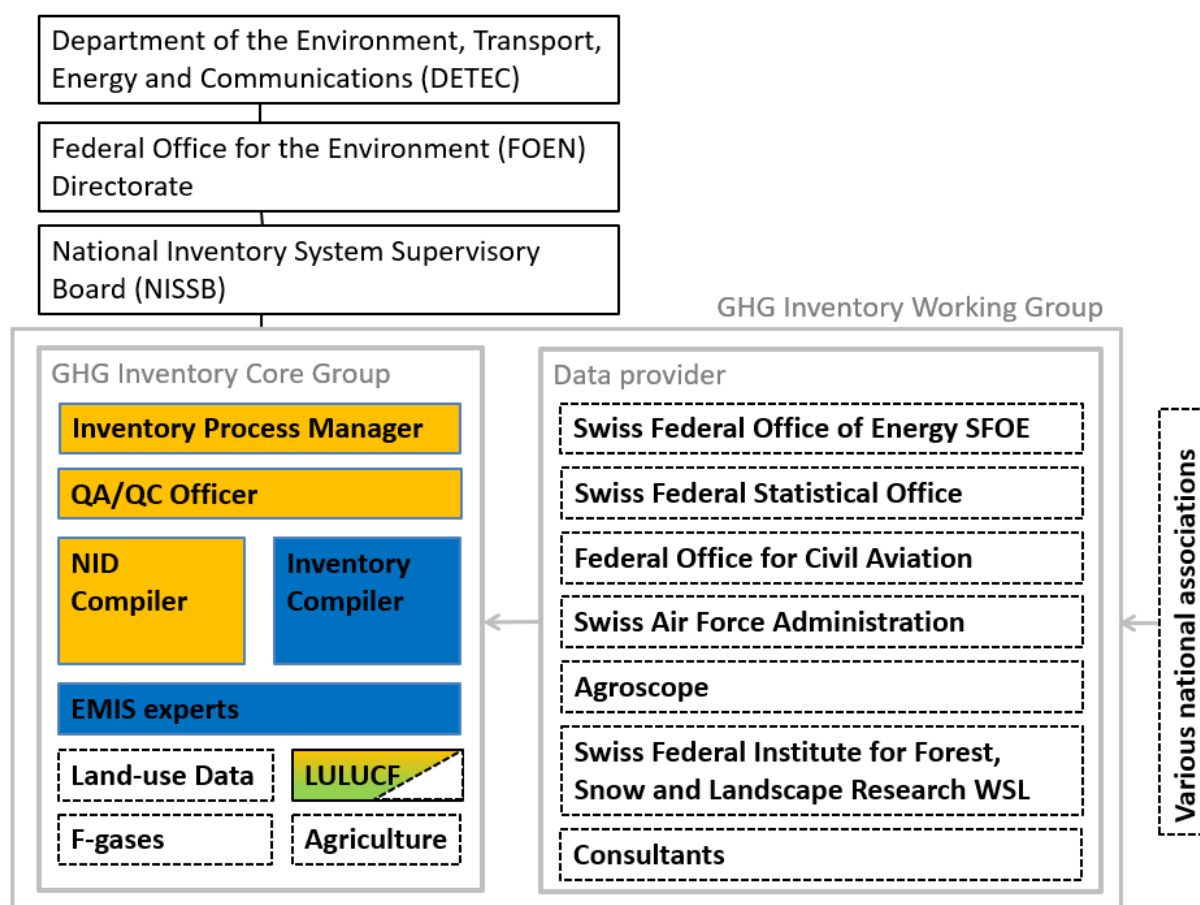 Department of the Environment, Transport,
Energy and Communications (DETEC)
Federal Office for the Environment (FOEN)
Directorate
National Inventory System Supervisory
Board (NISSB)
GHG Inventory Working Group
GHG Inventory Core Group
Inventory Process Manager
QA/QC Officer
NID
Compiler
Inventory
Compiler
EMIS experts
Land-use Data
LULUCF
F-gases
Agriculture
Data provider
Swiss Federal Office of Energy SFOE
Swiss Federal Statistical Office
Federal Office for Civil Aviation
Swiss Air Force Administration
Agroscope
Swiss Federal Institute for Forest,
Snow and Landscape Research WSL
Consultants
Various national associations